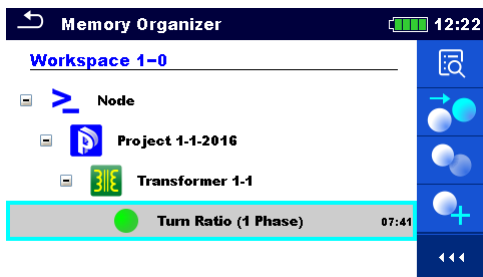 Memory Organizer 12:22
Workspace 1-0
Node
Project 1-1-2016
Transformer 1-1
Turn Ratio (1 Phase) 07:41